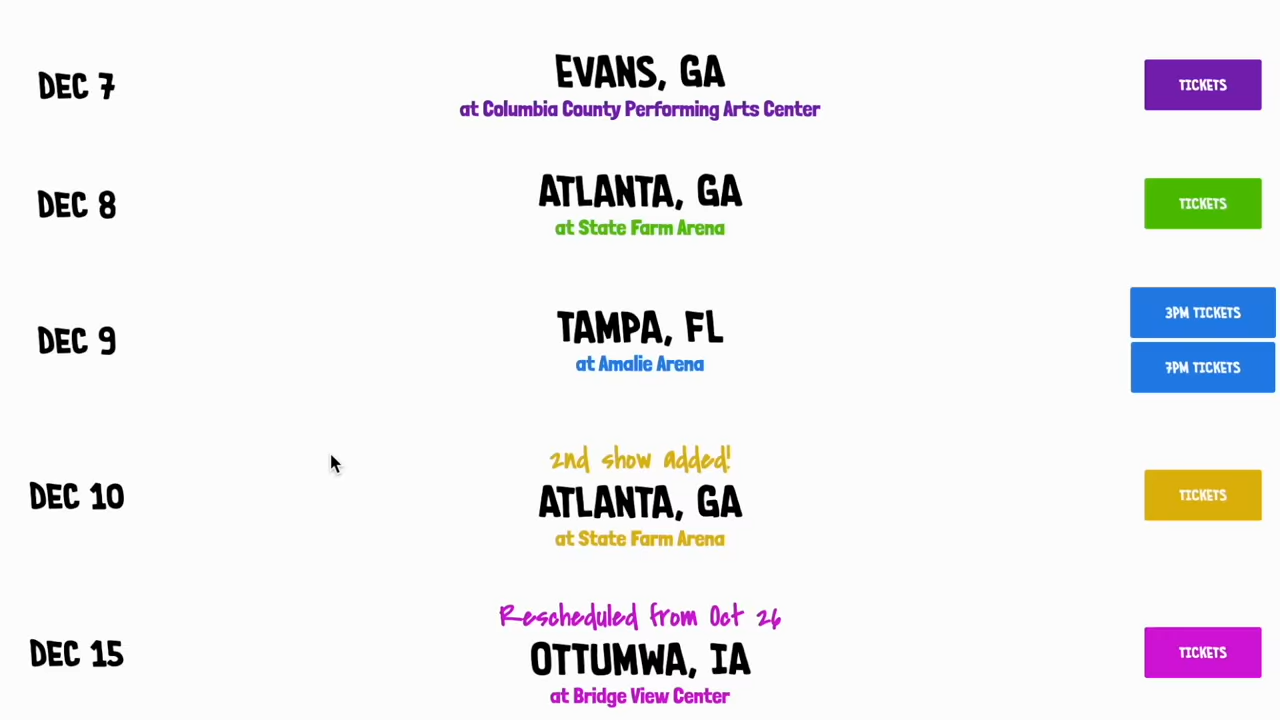 DEC 7
EVANS, GA
at Columbia County Performing Arts Center
TICKETS
DEC 8
ATLANTA, GA
at State Farm Arena
TICKETS
DEC 9
TAMPA, FL
at Amalie Arena
3PM TICKETS
7PM TICKETS
DEC 10
2nd show added!
ATLANTA, GA
at State Farm Arena
TICKETS
DEC 15
Rescheduled from Oct 26
OTTUMWA, IA
at Bridge View Center
TICKETS